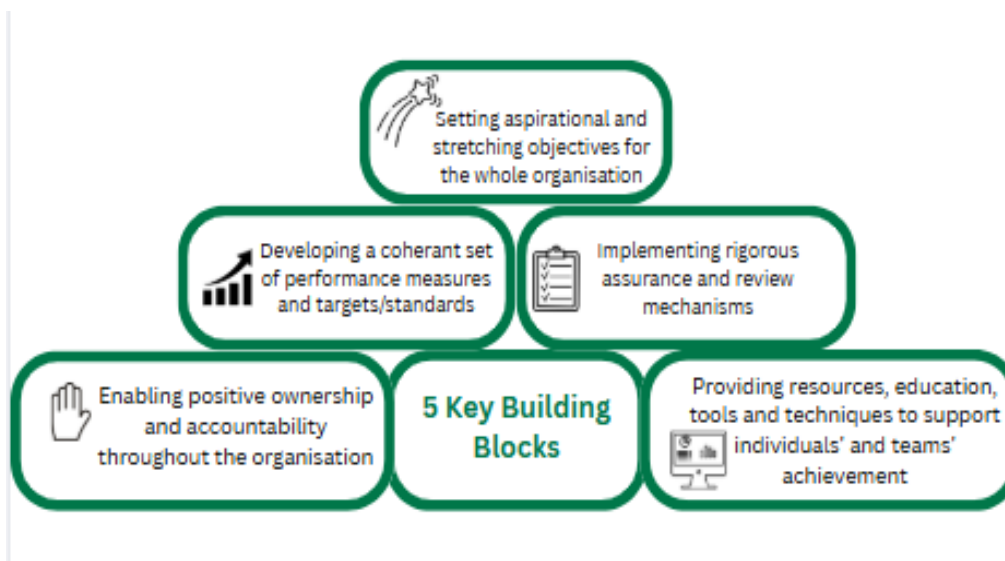 Setting aspirational and
stretching objectives for
the whole organisation
Developing a coherant set
of performance measures
and targets/standards
Implementing rigorous
assurance and review
mechanisms
Enabling positive ownership
and accountability
throughout the organisation
5 Key Building
Blocks
Providing resources, education,
tools and techniques to support
individuals' and teams'
achievement